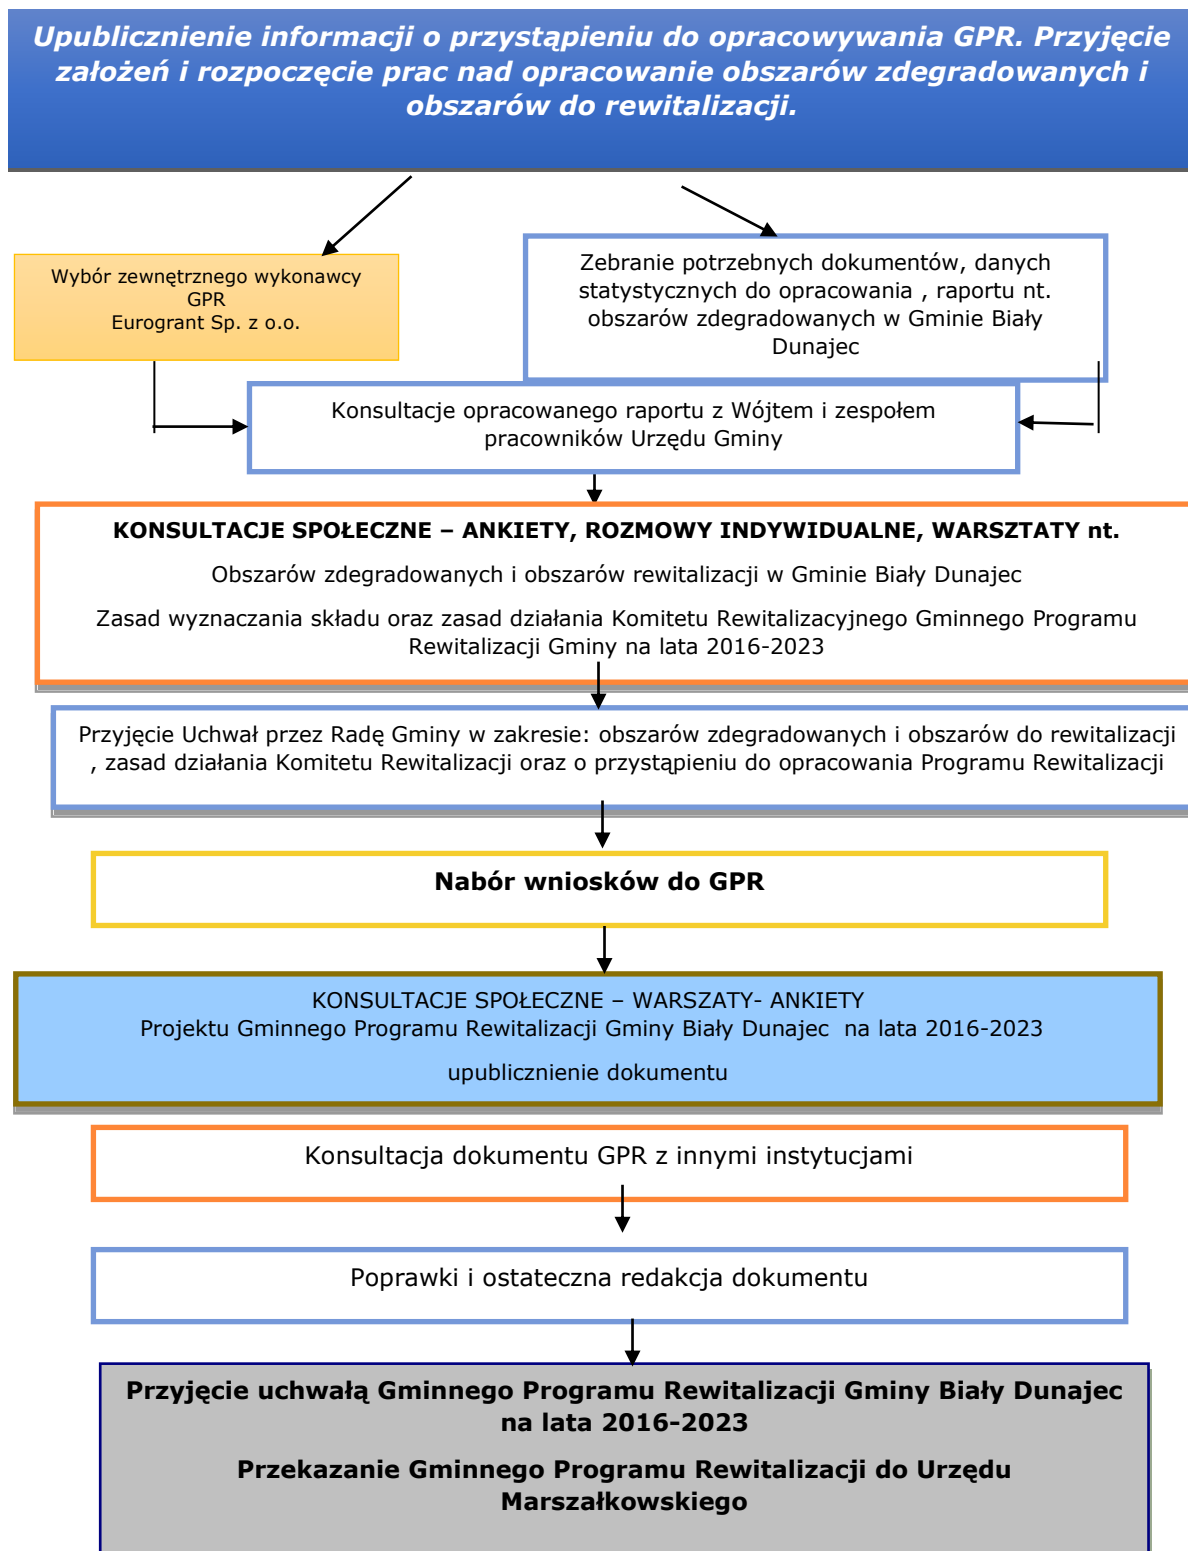 Upublicznienie informacji o przystąpieniu do opracowywania GPR. Przyjęcie
założeń i rozpoczęcie prac nad opracowanie obszarów zdegradowanych i
obszarów do rewitalizacji.
Wybór zewnętrznego wykonawcy
GPR
Eurogrant Sp. z o.o.
Zebranie potrzebnych dokumentów, danych
statystycznych do opracowania , raportu nt.
obszarów zdegradowanych w Gminie Biały
Dunajec
Konsultacje opracowanego raportu z Wójtem i zespołem
pracowników Urzędu Gminy
KONSULTACJE SPOŁECZNE – ANKIETY, ROZMOWY INDYWIDUALNE, WARSZTATY nt.
Obszarów zdegradowanych i obszarów rewitalizacji w Gminie Biały Dunajec
Zasad wyznaczania składu oraz zasad działania Komitetu Rewitalizacyjnego Gminnego Programu
Rewitalizacji Gminy na lata 2016-2023
Przyjęcie Uchwał przez Radę Gminy w zakresie: obszarów zdegradowanych i obszarów do rewitalizacji
, zasad działania Komitetu Rewitalizacji oraz o przystąpieniu do opracowania Programu Rewitalizacji
Nabór wniosków do GPR
KONSULTACJE SPOŁECZNE – WARSZATY- ANKIETY
Projektu Gminnego Programu Rewitalizacji Gminy Biały Dunajec  na lata 2016-2023
upublicznienie dokumentu
Konsultacja dokumentu GPR z innymi instytucjami
Poprawki i ostateczna redakcja dokumentu
Przyjęcie uchwałą Gminnego Programu Rewitalizacji Gminy Biały Dunajec
na lata 2016-2023
Przekazanie Gminnego Programu Rewitalizacji do Urzędu
Marszałkowskiego